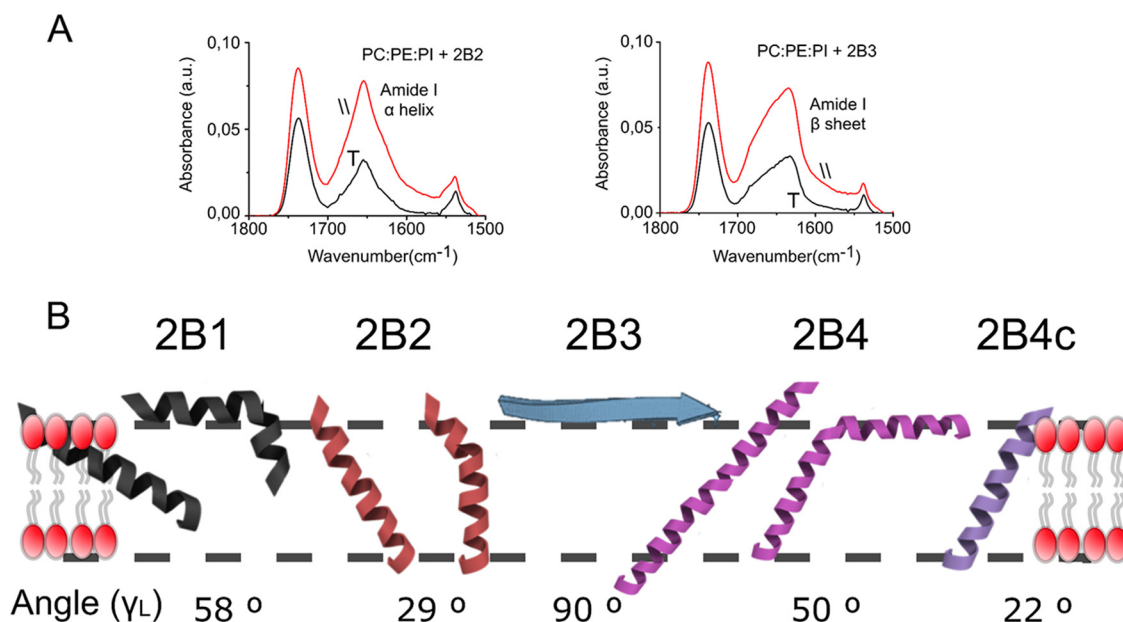 A
0,10
0,05
0,00
Absorbance (a.u.)
PC:PE:PI + 2B2
Amide I
α helix
\\
T
1800
1700
1600
1500
Wavenumber(cm⁻¹)
0,10
0,05
0,00
Absorbance (a.u.)
PC:PE:PI + 2B3
Amide I
β sheet
\\
T
1800
1700
1600
1500
Wavenumber(cm⁻¹)
B
2B1 2B2 2B3 2B4 2B4c
Angle (γL) 58 º 29 º 90 º 50 º 22 º